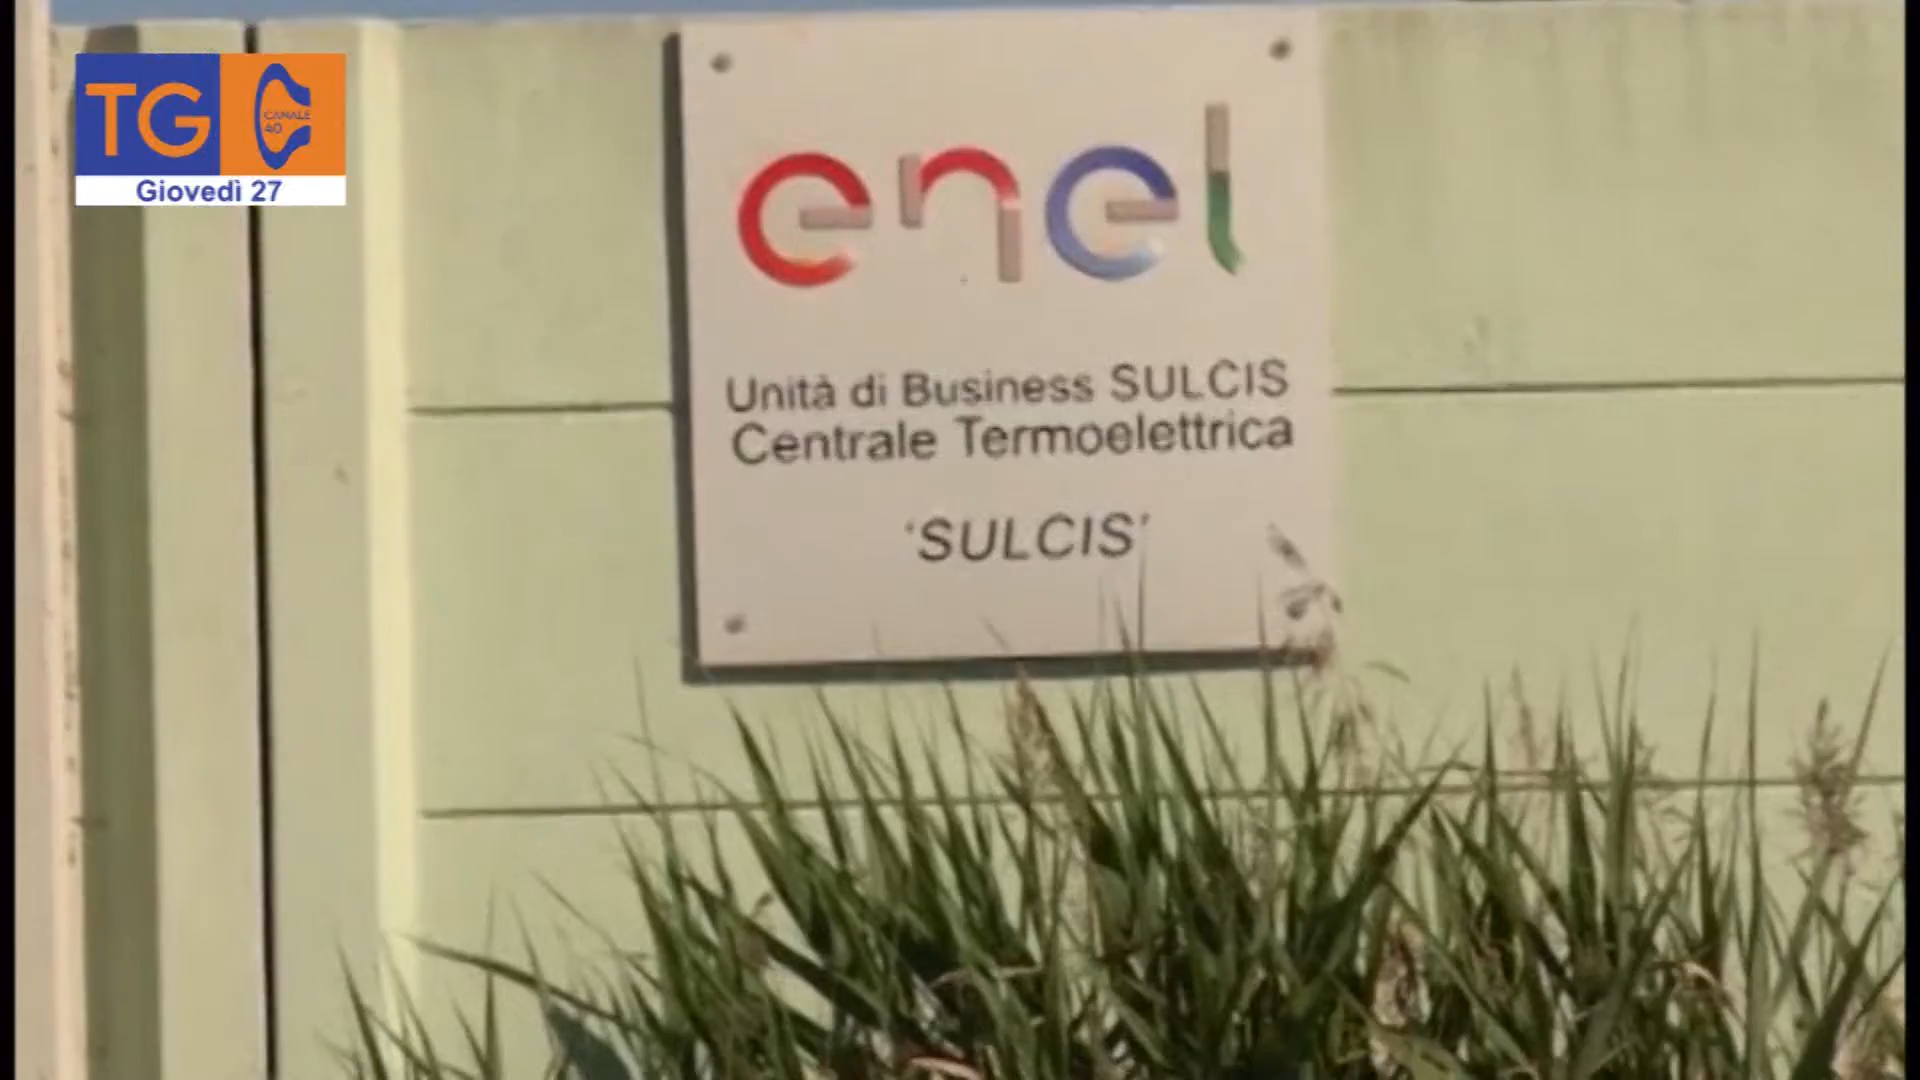 TG
CANALE
40
Giovedì 27
enel
Unità di Business SULCIS
Centrale Termoelettrica
'SULCIS'